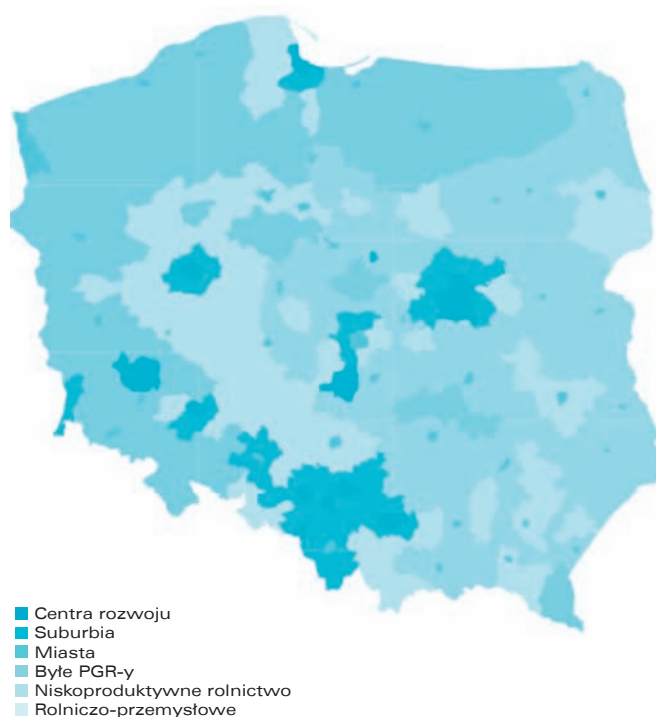 Centra rozwoju
Suburbia
Miasta
Byłe PGR-y
Niskoproduktywne rolnictwo
Rolniczo-przemysłowe